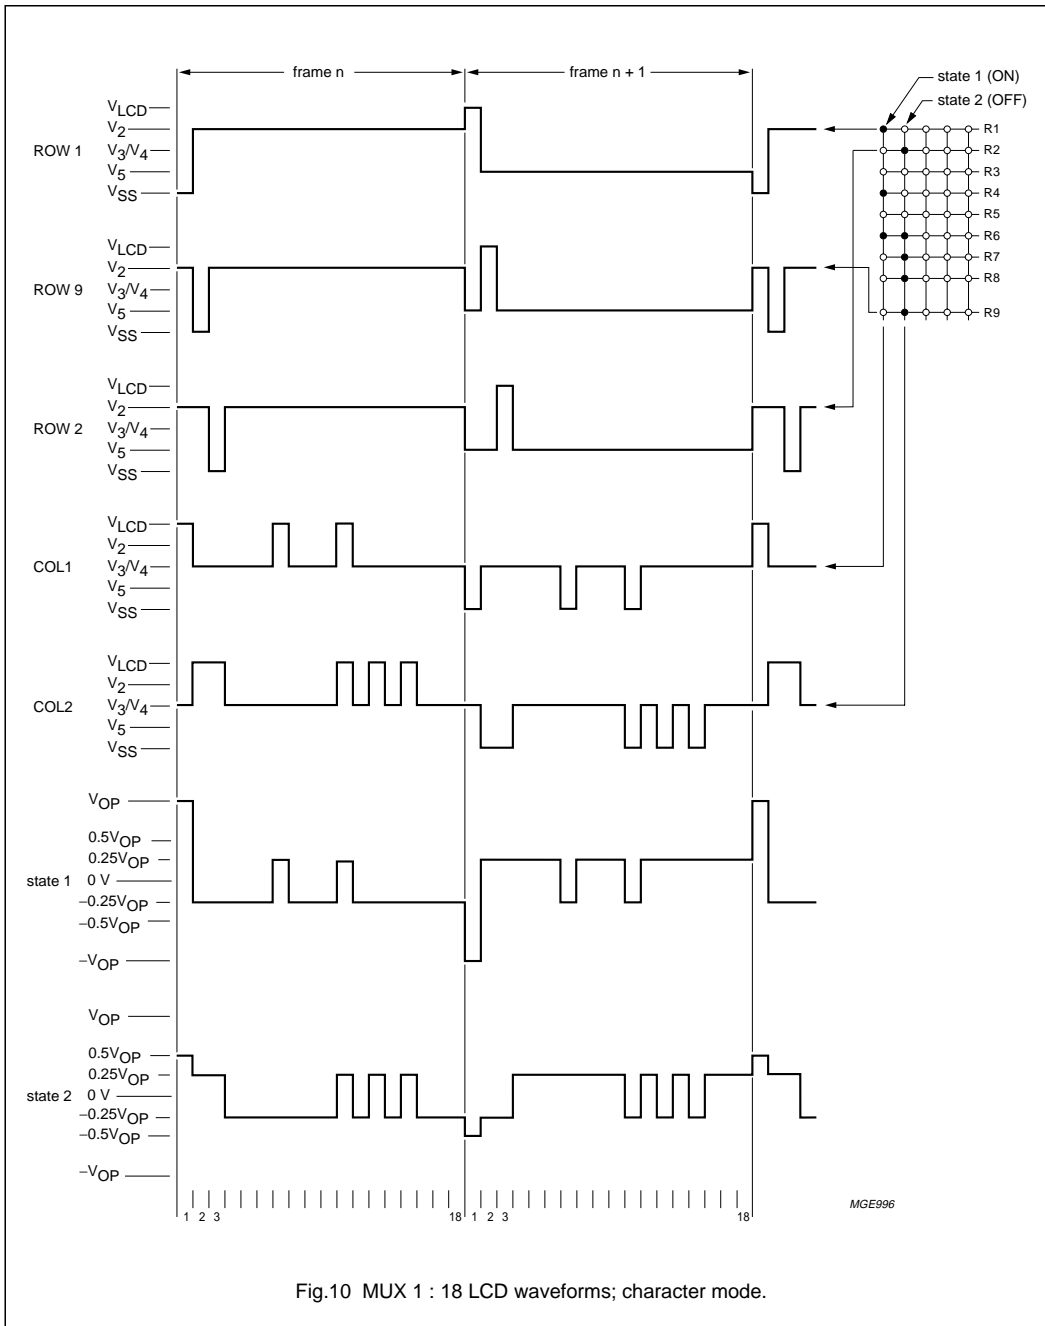 frame n
frame n + 1
state 1 (ON)
state 2 (OFF)
R1
R2
R3
R4
R5
R6
R7
R8
R9
ROW 1
VLCD
V2
V3/V4
V5
VSS
ROW 9
VLCD
V2
V3/V4
V5
VSS
ROW 2
VLCD
V2
V3/V4
V5
VSS
COL1
VLCD
V2
V3/V4
V5
VSS
COL2
VLCD
V2
V3/V4
V5
VSS
state 1
VOP
0.5VOP
0.25VOP
0 V
−0.25VOP
−0.5VOP
−VOP
state 2
VOP
0.5VOP
0.25VOP
0 V
−0.25VOP
−0.5VOP
−VOP
1 2 3 18 1 2 3 18
MGE996
Fig.10 MUX 1 : 18 LCD waveforms; character mode.